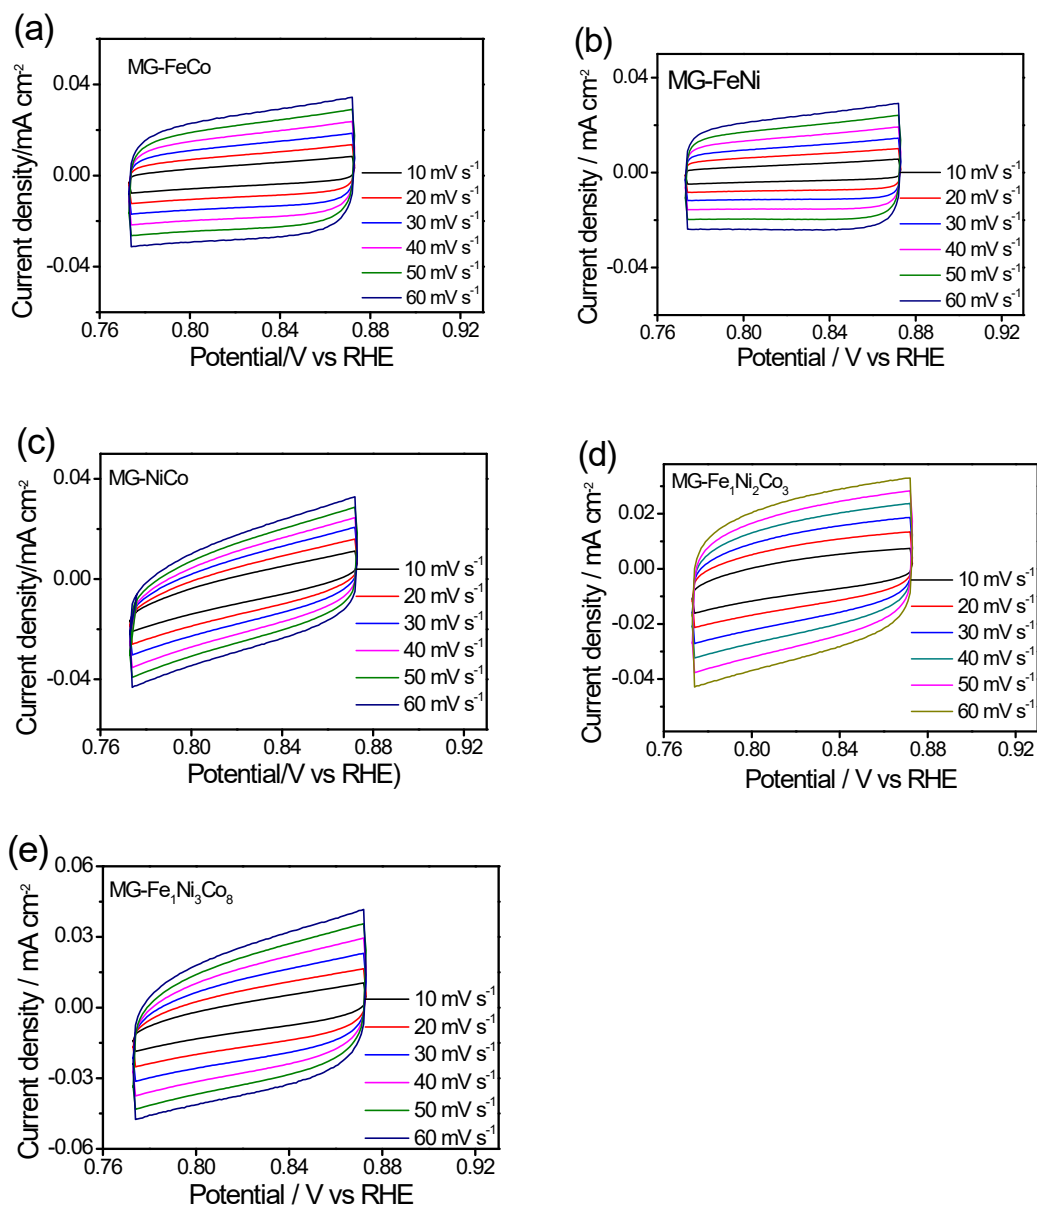 (a)
MG-FeCo
Current density/mA cm⁻²
0.04
0.00
-0.04
10 mV s⁻¹
20 mV s⁻¹
30 mV s⁻¹
40 mV s⁻¹
50 mV s⁻¹
60 mV s⁻¹
0.76 0.80 0.84 0.88 0.92
Potential/V vs RHE
(b)
MG-FeNi
Current density / mA cm⁻²
0.04
0.00
-0.04
10 mV s⁻¹
20 mV s⁻¹
30 mV s⁻¹
40 mV s⁻¹
50 mV s⁻¹
60 mV s⁻¹
0.76 0.80 0.84 0.88 0.92
Potential / V vs RHE
(c)
MG-NiCo
Current density/mA cm⁻²
0.04
0.00
-0.04
10 mV s⁻¹
20 mV s⁻¹
30 mV s⁻¹
40 mV s⁻¹
50 mV s⁻¹
60 mV s⁻¹
0.76 0.80 0.84 0.88 0.92
Potential/V vs RHE)
(d)
MG-Fe₁Ni₂Co₃
Current density / mA cm⁻²
0.02
0.00
-0.02
-0.04
10 mV s⁻¹
20 mV s⁻¹
30 mV s⁻¹
40 mV s⁻¹
50 mV s⁻¹
60 mV s⁻¹
0.76 0.80 0.84 0.88 0.92
Potential / V vs RHE
(e)
MG-Fe₁Ni₃Co₈
Current density / mA cm⁻²
0.06
0.03
0.00
-0.03
-0.06
10 mV s⁻¹
20 mV s⁻¹
30 mV s⁻¹
40 mV s⁻¹
50 mV s⁻¹
60 mV s⁻¹
0.76 0.80 0.84 0.88 0.92
Potential / V vs RHE